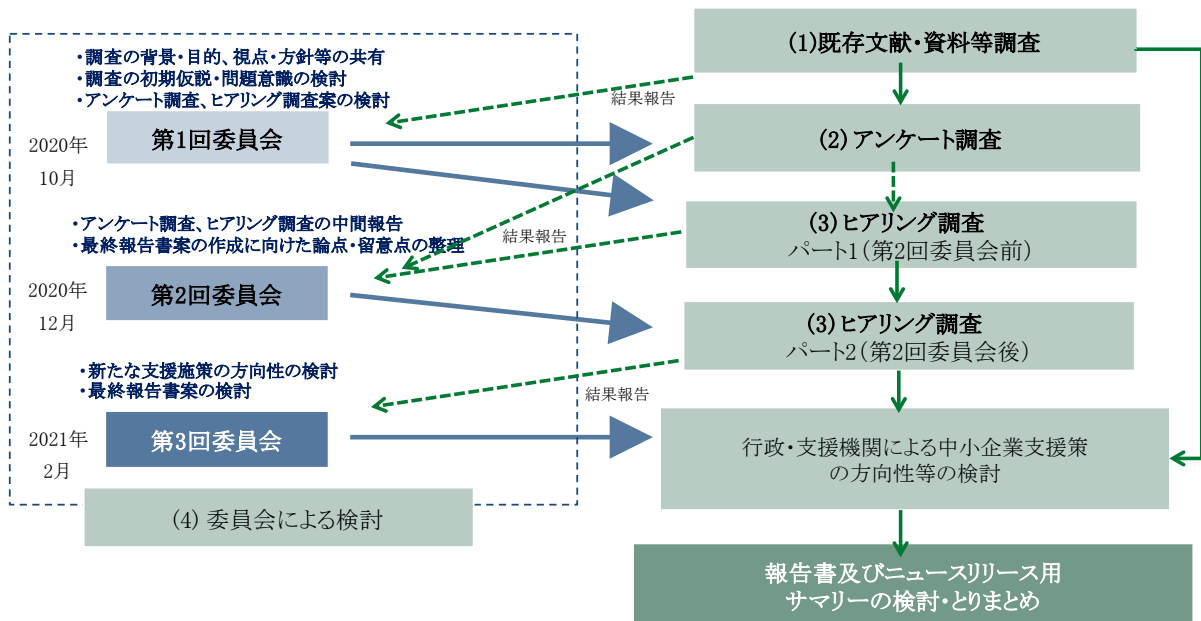 ・調査の背景・目的、視点・方針等の共有
・調査の初期仮説・問題意識の検討
・アンケート調査、ヒアリング調査案の検討
2020年
10月
第1回委員会
・アンケート調査、ヒアリング調査の中間報告
・最終報告書案の作成に向けた論点・留意点の整理
2020年
12月
第2回委員会
・新たな支援施策の方向性の検討
・最終報告書案の検討
2021年
2月
第3回委員会
(4) 委員会による検討
結果報告
結果報告
結果報告
(1)既存文献・資料等調査
(2) アンケート調査
(3) ヒアリング調査
パート1(第2回委員会前)
(3) ヒアリング調査
パート2(第2回委員会後)
行政・支援機関による中小企業支援策
の方向性等の検討
報告書及びニュースリリース用
サマリーの検討・とりまとめ